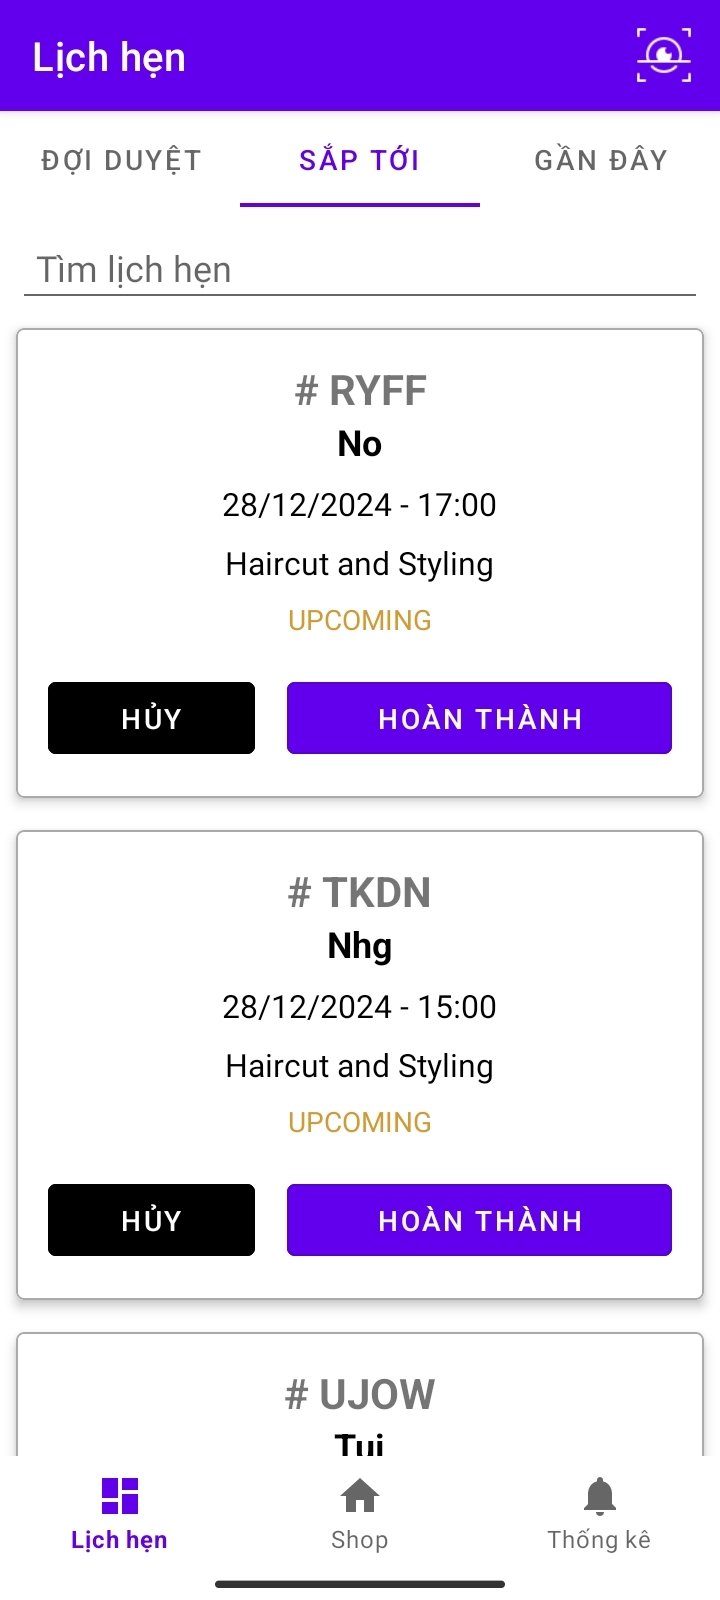 Lịch hẹn
ĐỢI DUYỆT
SẮP TỚI
GẦN ĐÂY
Tìm lịch hẹn
# RYFF
No
28/12/2024 - 17:00
Haircut and Styling
UPCOMING
HỦY
HOÀN THÀNH
# TKDN
Nhg
28/12/2024 - 15:00
Haircut and Styling
UPCOMING
HỦY
HOÀN THÀNH
# UJOW
Tui
Lịch hẹn
Shop
Thống kê